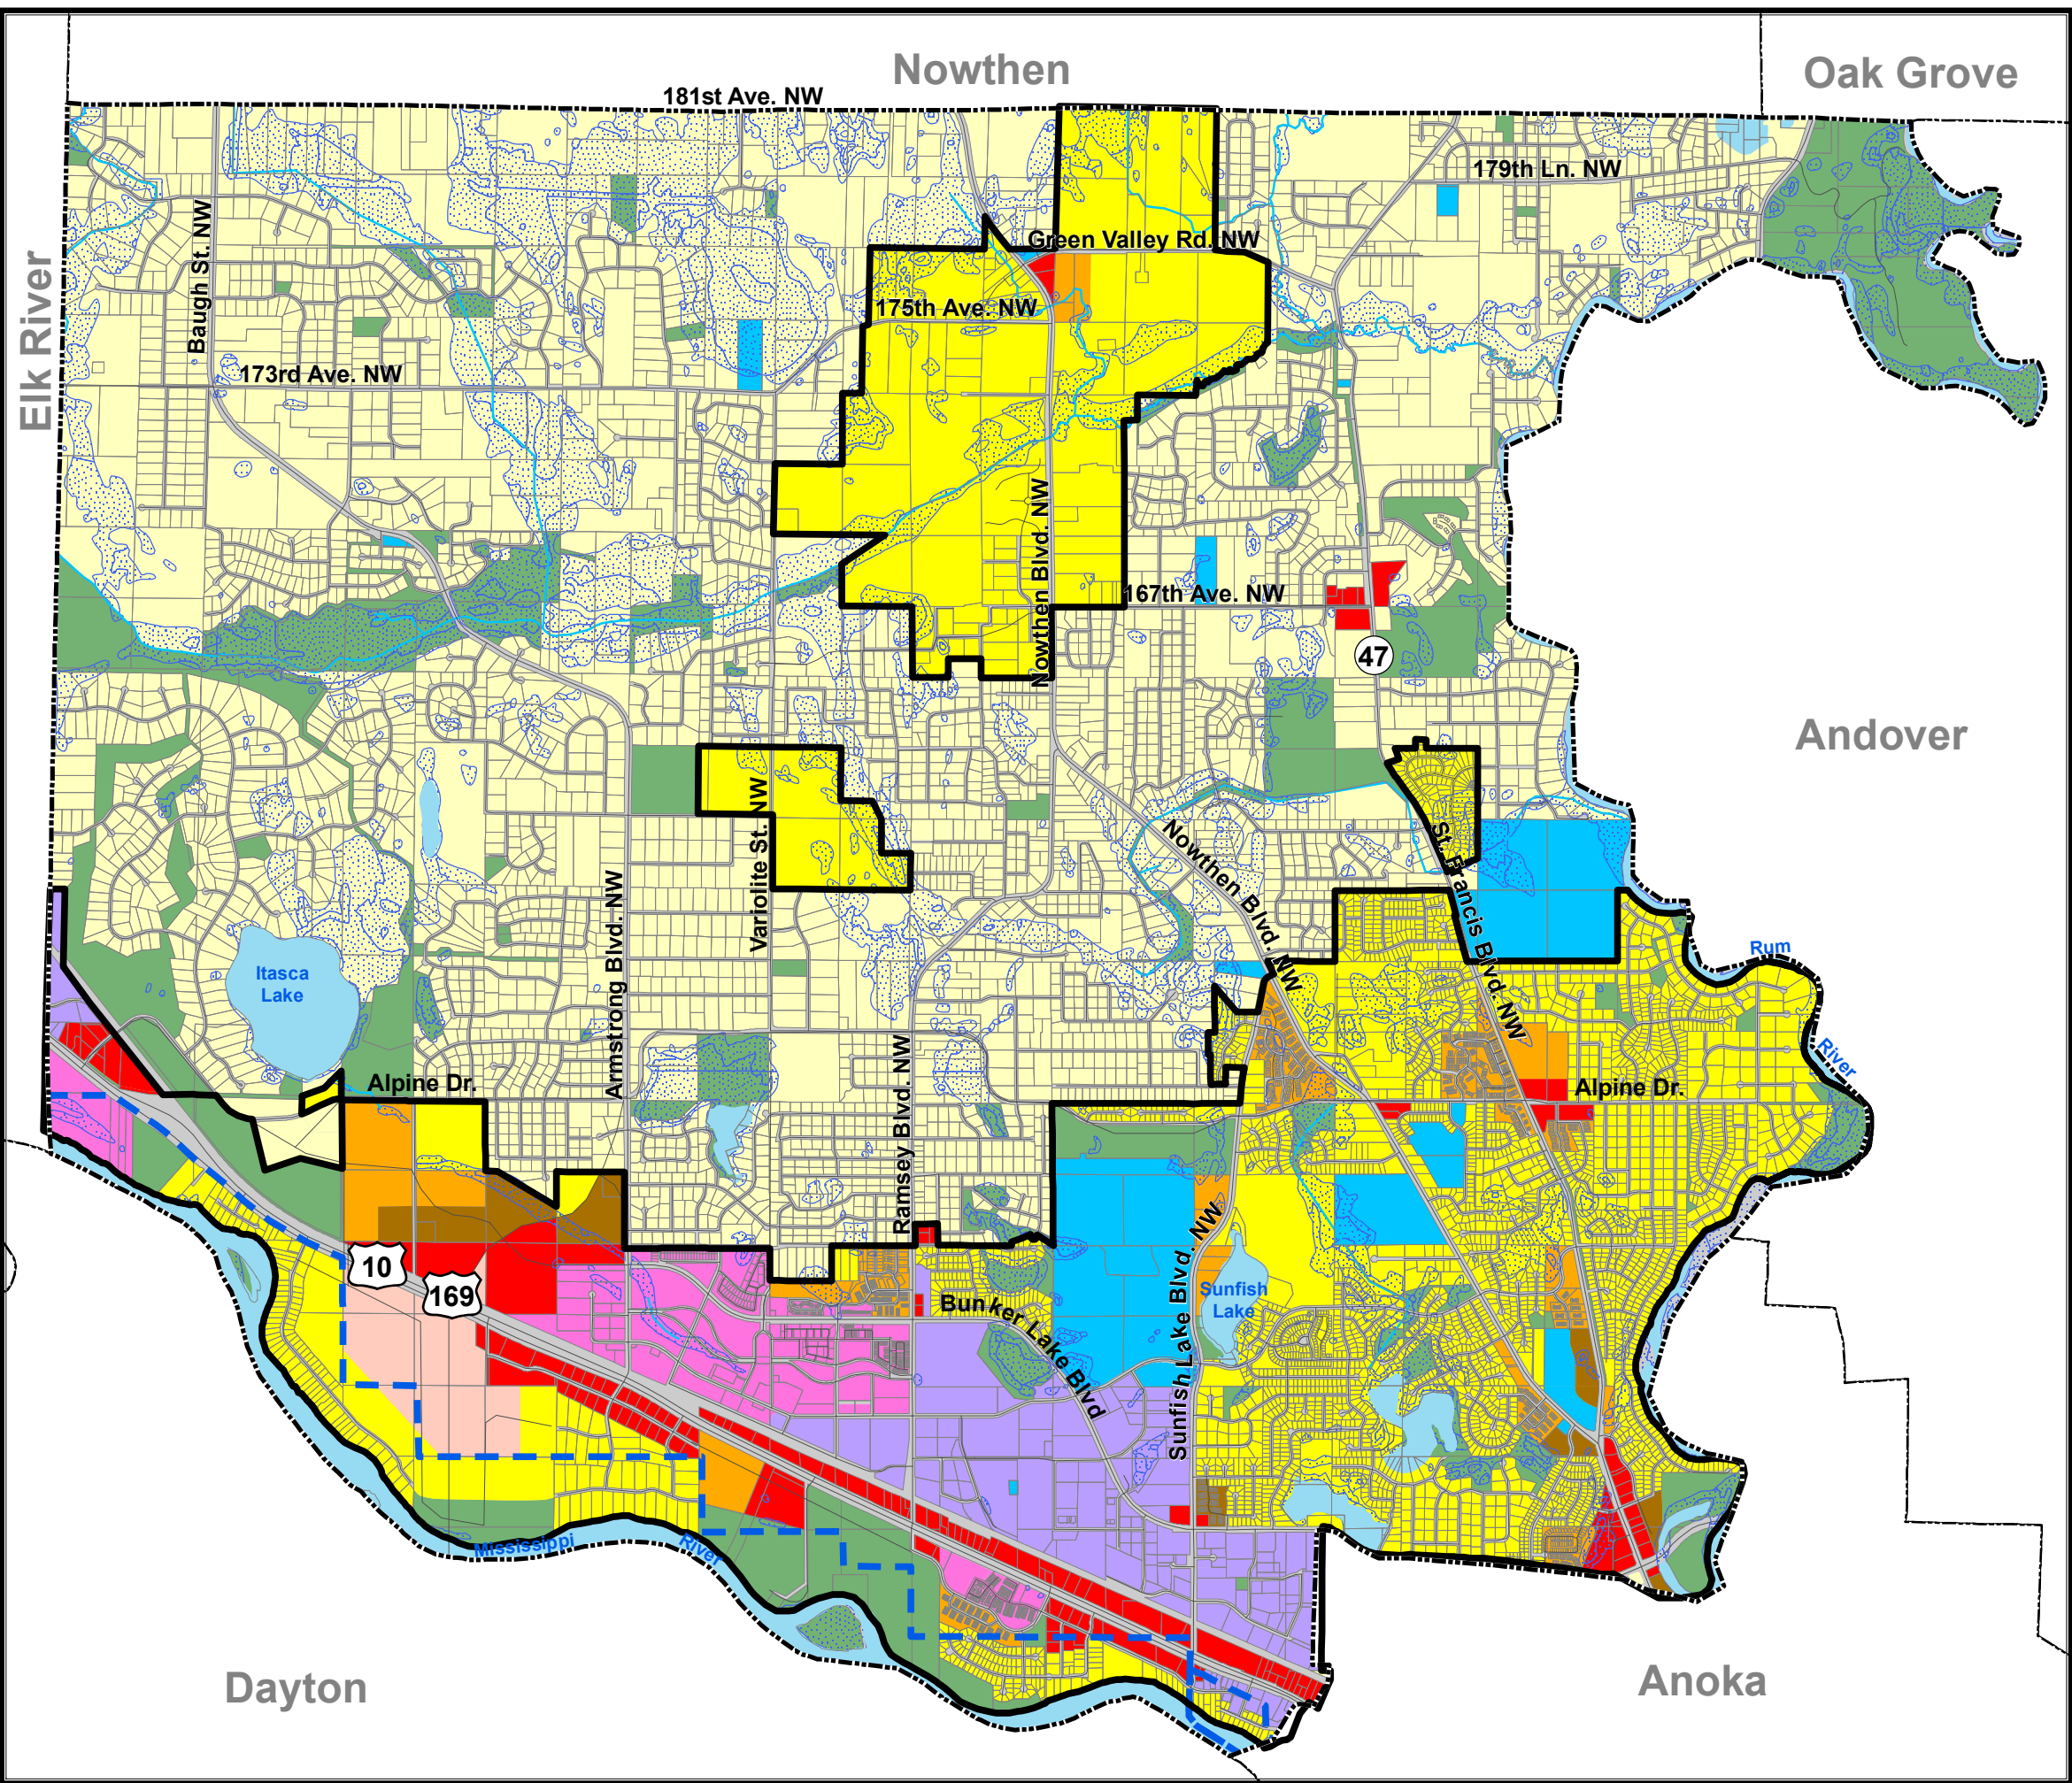 Nowthen
Oak Grove
181st Ave. NW
179th Ln. NW
Baugh St. NW
Green Valley Rd. NW
Elk River
175th Ave. NW
173rd Ave. NW
Nowthen Blvd. NW
167th Ave. NW
47
Andover
Variolite St. NW
Nowthen Blvd. NW
St. Francis Blvd. NW
Armstrong Blvd. NW
Rum
River
Itasca
Lake
Ramsey Blvd. NW
Alpine Dr.
Alpine Dr.
10
169
Sunfish Lake Blvd. NW
Sunfish
Lake
Bunker Lake Blvd
Mississippi
River
Dayton
Anoka